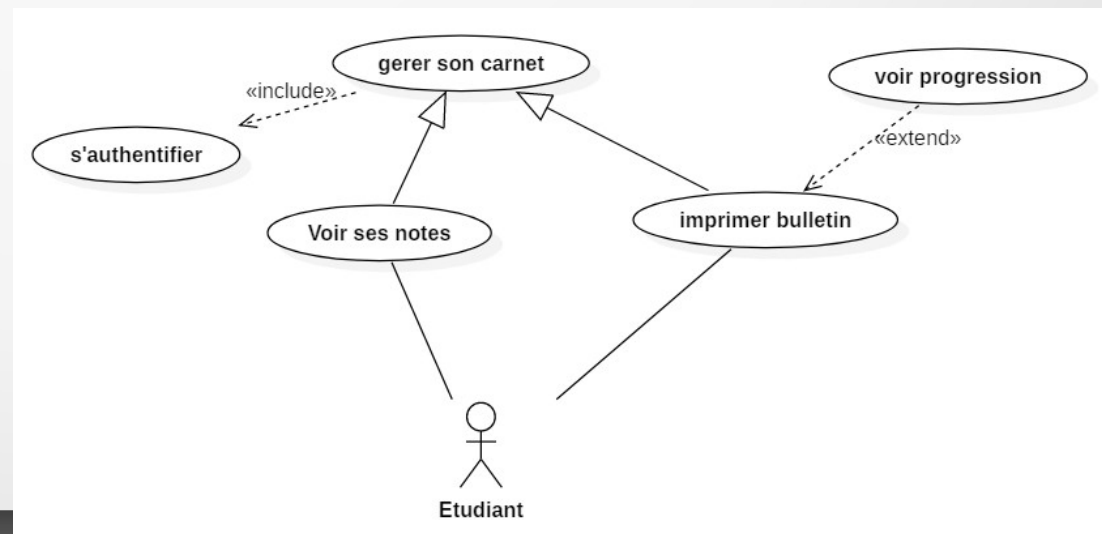 gerer son carnet
voir progression
«include»
«extend»
s'authentifier
Voir ses notes
imprimer bulletin
Etudiant